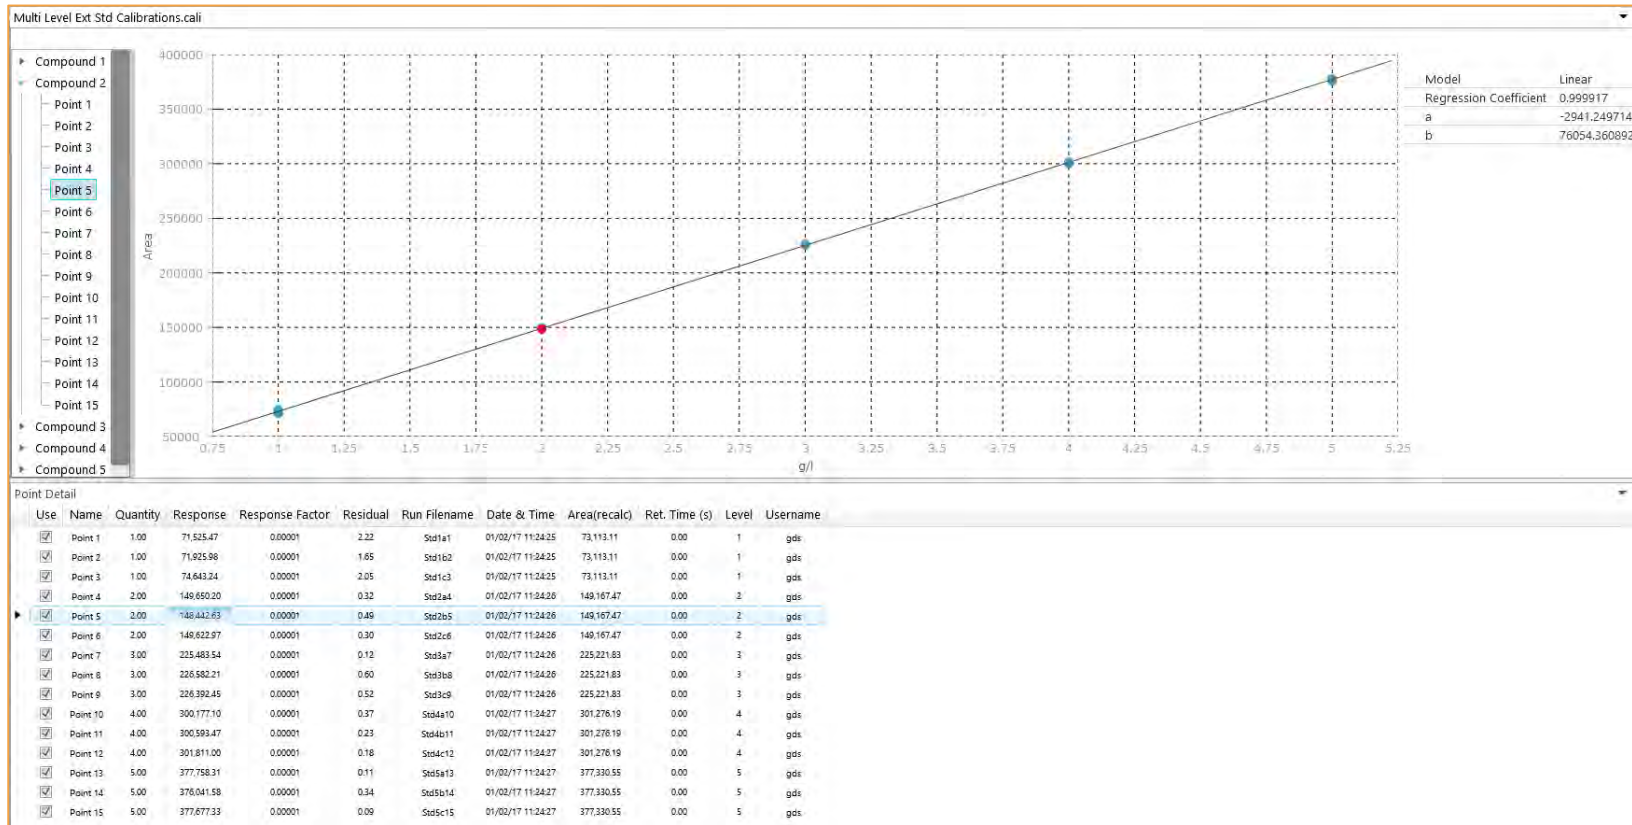 Multi Level Ext Std Calibrations.cali
Compound 1
Compound 2
Point 1
Point 2
Point 3
Point 4
Point 5
Point 6
Point 7
Point 8
Point 9
Point 10
Point 11
Point 12
Point 13
Point 14
Point 15
Compound 3
Compound 4
Compound 5
Area
400000
350000
300000
250000
200000
150000
100000
50000
0.75 1 1.25 1.5 1.75 2 2.25 2.5 2.75 3 3.25 3.5 3.75 4 4.25 4.5 4.75 5 5.25
g/l
Model Linear
Regression Coefficient 0.999917
a -2941.249714
b 76054.360892
Point Detail
Use Name Quantity Response Response Factor Residual Run Filename Date & Time Area(recalc) Ret. Time (s) Level Username
Point 1 1.00 71,525.47 0.00001 2.22 Std1a1 01/02/17 11:24:25 73,113.11 0.00 1 gds
Point 2 1.00 71,925.98 0.00001 1.65 Std1b2 01/02/17 11:24:25 73,113.11 0.00 1 gds
Point 3 1.00 74,643.24 0.00001 2.05 Std1c3 01/02/17 11:24:25 73,113.11 0.00 1 gds
Point 4 2.00 149,650.20 0.00001 0.32 Std2a4 01/02/17 11:24:26 149,167.47 0.00 2 gds
Point 5 2.00 148,442.63 0.00001 0.49 Std2b5 01/02/17 11:24:26 149,167.47 0.00 2 gds
Point 6 2.00 149,622.97 0.00001 0.30 Std2c6 01/02/17 11:24:26 149,167.47 0.00 2 gds
Point 7 3.00 225,483.54 0.00001 0.12 Std3a7 01/02/17 11:24:26 225,221.83 0.00 3 gds
Point 8 3.00 226,582.21 0.00001 0.60 Std3b8 01/02/17 11:24:26 225,221.83 0.00 3 gds
Point 9 3.00 226,392.45 0.00001 0.52 Std3c9 01/02/17 11:24:26 225,221.83 0.00 3 gds
Point 10 4.00 300,177.10 0.00001 0.37 Std4a10 01/02/17 11:24:27 301,276.19 0.00 4 gds
Point 11 4.00 300,593.47 0.00001 0.23 Std4b11 01/02/17 11:24:27 301,276.19 0.00 4 gds
Point 12 4.00 301,811.00 0.00001 0.18 Std4c12 01/02/17 11:24:27 301,276.19 0.00 4 gds
Point 13 5.00 377,758.31 0.00001 0.11 Std5a13 01/02/17 11:24:27 377,330.55 0.00 5 gds
Point 14 5.00 376,041.58 0.00001 0.34 Std5b14 01/02/17 11:24:27 377,330.55 0.00 5 gds
Point 15 5.00 377,677.33 0.00001 0.09 Std5c15 01/02/17 11:24:27 377,330.55 0.00 5 gds